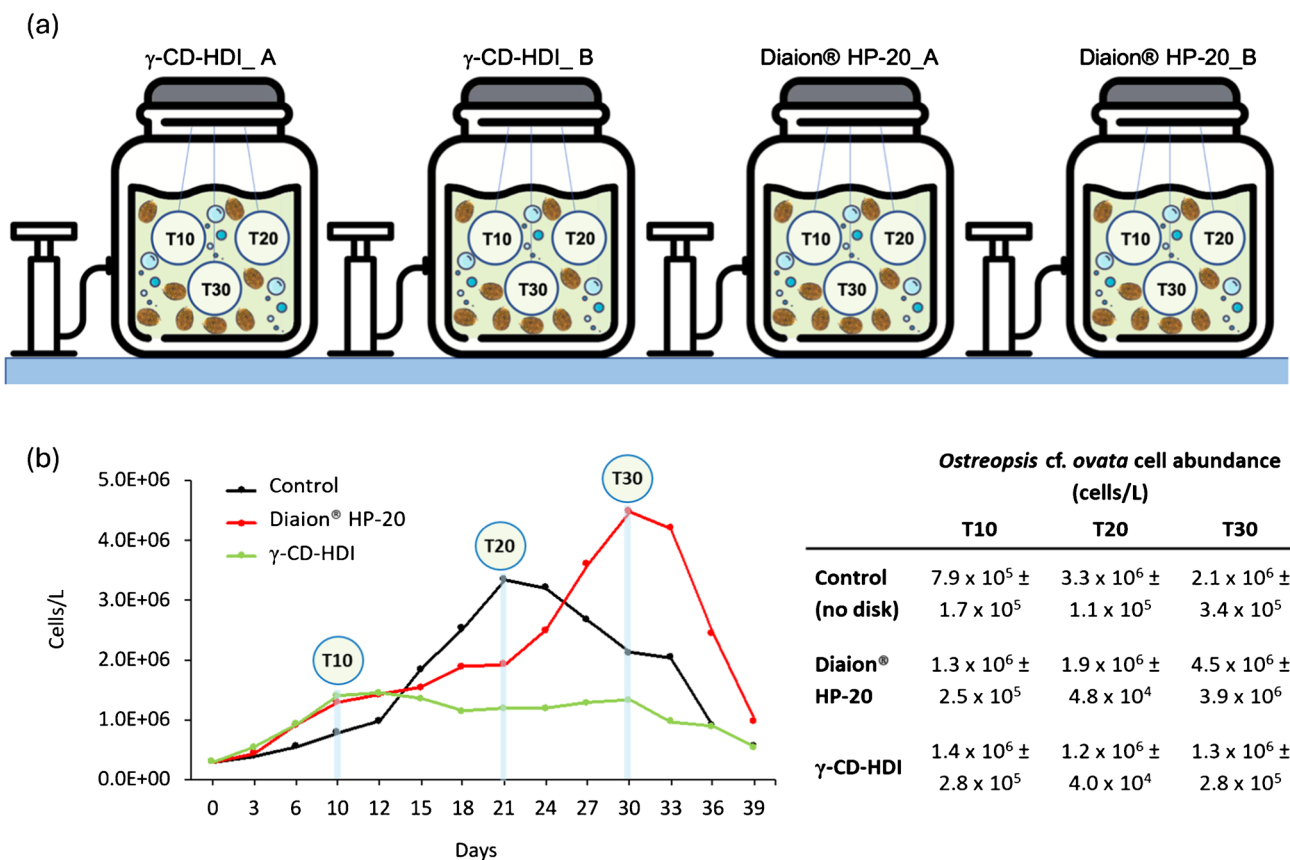 (a)
γ-CD-HDI_ A
γ-CD-HDI_ B
Diaion® HP-20_A
Diaion® HP-20_B
T10
T20
T30
T10
T20
T30
T10
T20
T30
T10
T20
T30
(b)
5.0E+06
4.0E+06
3.0E+06
2.0E+06
1.0E+06
0.0E+00
Cells/L
Control
Diaion® HP-20
γ-CD-HDI
T10
T20
T30
0 3 6 10 12 15 18 21 24 27 30 33 36 39
Days
Ostreopsis cf. ovata cell abundance
(cells/L)
T10 T20 T30
Control 7.9 x 10⁵ ± 3.3 x 10⁶ ± 2.1 x 10⁶ ±
(no disk) 1.7 x 10⁵ 1.1 x 10⁵ 3.4 x 10⁵
Diaion® 1.3 x 10⁶ ± 1.9 x 10⁶ ± 4.5 x 10⁶ ±
HP-20 2.5 x 10⁵ 4.8 x 10⁴ 3.9 x 10⁶
γ-CD-HDI 1.4 x 10⁶ ± 1.2 x 10⁶ ± 1.3 x 10⁶ ±
2.8 x 10⁵ 4.0 x 10⁴ 2.8 x 10⁵